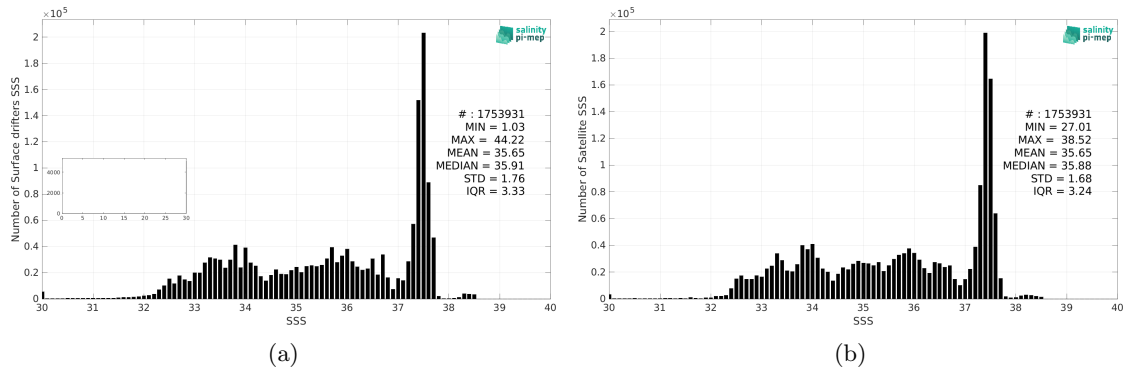 ×10⁵
salinity
pi-mep
2
1.8
1.6
1.4
1.2
1
0.8
0.6
0.4
0.2
0
Number of Surface drifters SSS
# : 1753931
MIN = 1.03
MAX = 44.22
MEAN = 35.65
MEDIAN = 35.91
STD = 1.76
IQR = 3.33
4000
2000
0
0 5 10 15 20 25 30
30 31 32 33 34 35 36 37 38 39 40
SSS
(a)
×10⁵
salinity
pi-mep
2
1.8
1.6
1.4
1.2
1
0.8
0.6
0.4
0.2
0
Number of Satellite SSS
# : 1753931
MIN = 27.01
MAX = 38.52
MEAN = 35.65
MEDIAN = 35.88
STD = 1.68
IQR = 3.24
30 31 32 33 34 35 36 37 38 39 40
SSS
(b)